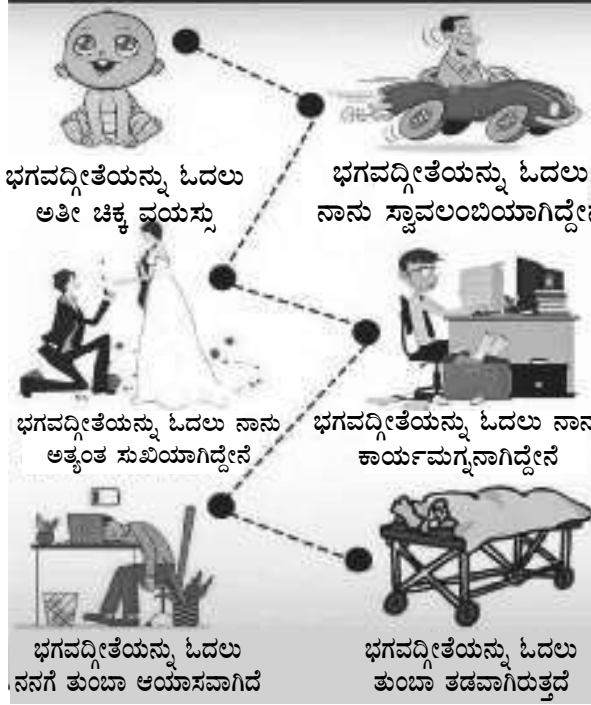 ಭಗವದ್ಗೀತೆಯನ್ನು ಓದಲು
ಅತೀ ಚಿಕ್ಕ ವಯಸ್ಸು
ಭಗವದ್ಗೀತೆಯನ್ನು ಓದಲು
ನಾನು ಸ್ವಾವಲಂಬಿಯಾಗಿದ್ದೇನೆ
ಭಗವದ್ಗೀತೆಯನ್ನು ಓದಲು ನಾನು
ಅತ್ಯಂತ ಸುಖಿಯಾಗಿದ್ದೇನೆ
ಭಗವದ್ಗೀತೆಯನ್ನು ಓದಲು ನಾನು
ಕಾರ್ಯಮಗ್ನನಾಗಿದ್ದೇನೆ
ಭಗವದ್ಗೀತೆಯನ್ನು ಓದಲು
ನನಗೆ ತುಂಬಾ ಆಯಾಸವಾಗಿದೆ
ಭಗವದ್ಗೀತೆಯನ್ನು ಓದಲು
ತುಂಬಾ ತಡವಾಗಿರುತ್ತದೆ